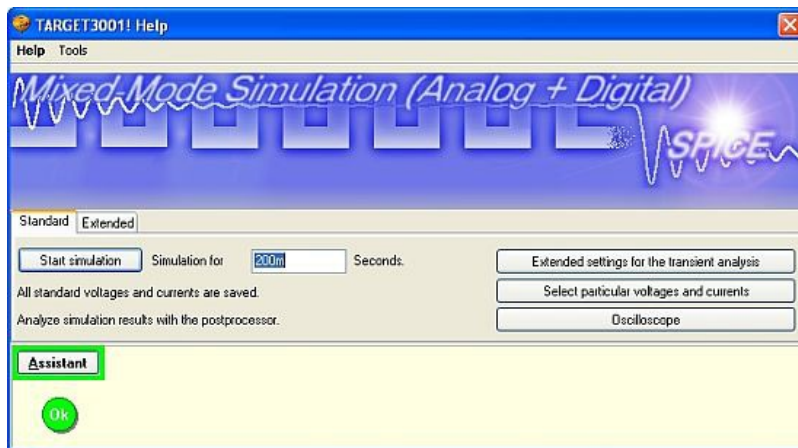 TARGET3001! Help
Help Tools
Mixed-Mode Simulation (Analog + Digital)
SPICE
Standard Extended
Start simulation Simulation for 200m Seconds. Extended settings for the transient analysis
All standard voltages and currents are saved. Select particular voltages and currents
Analyze simulation results with the postprocessor. Oscilloscope
Assistant
Ok